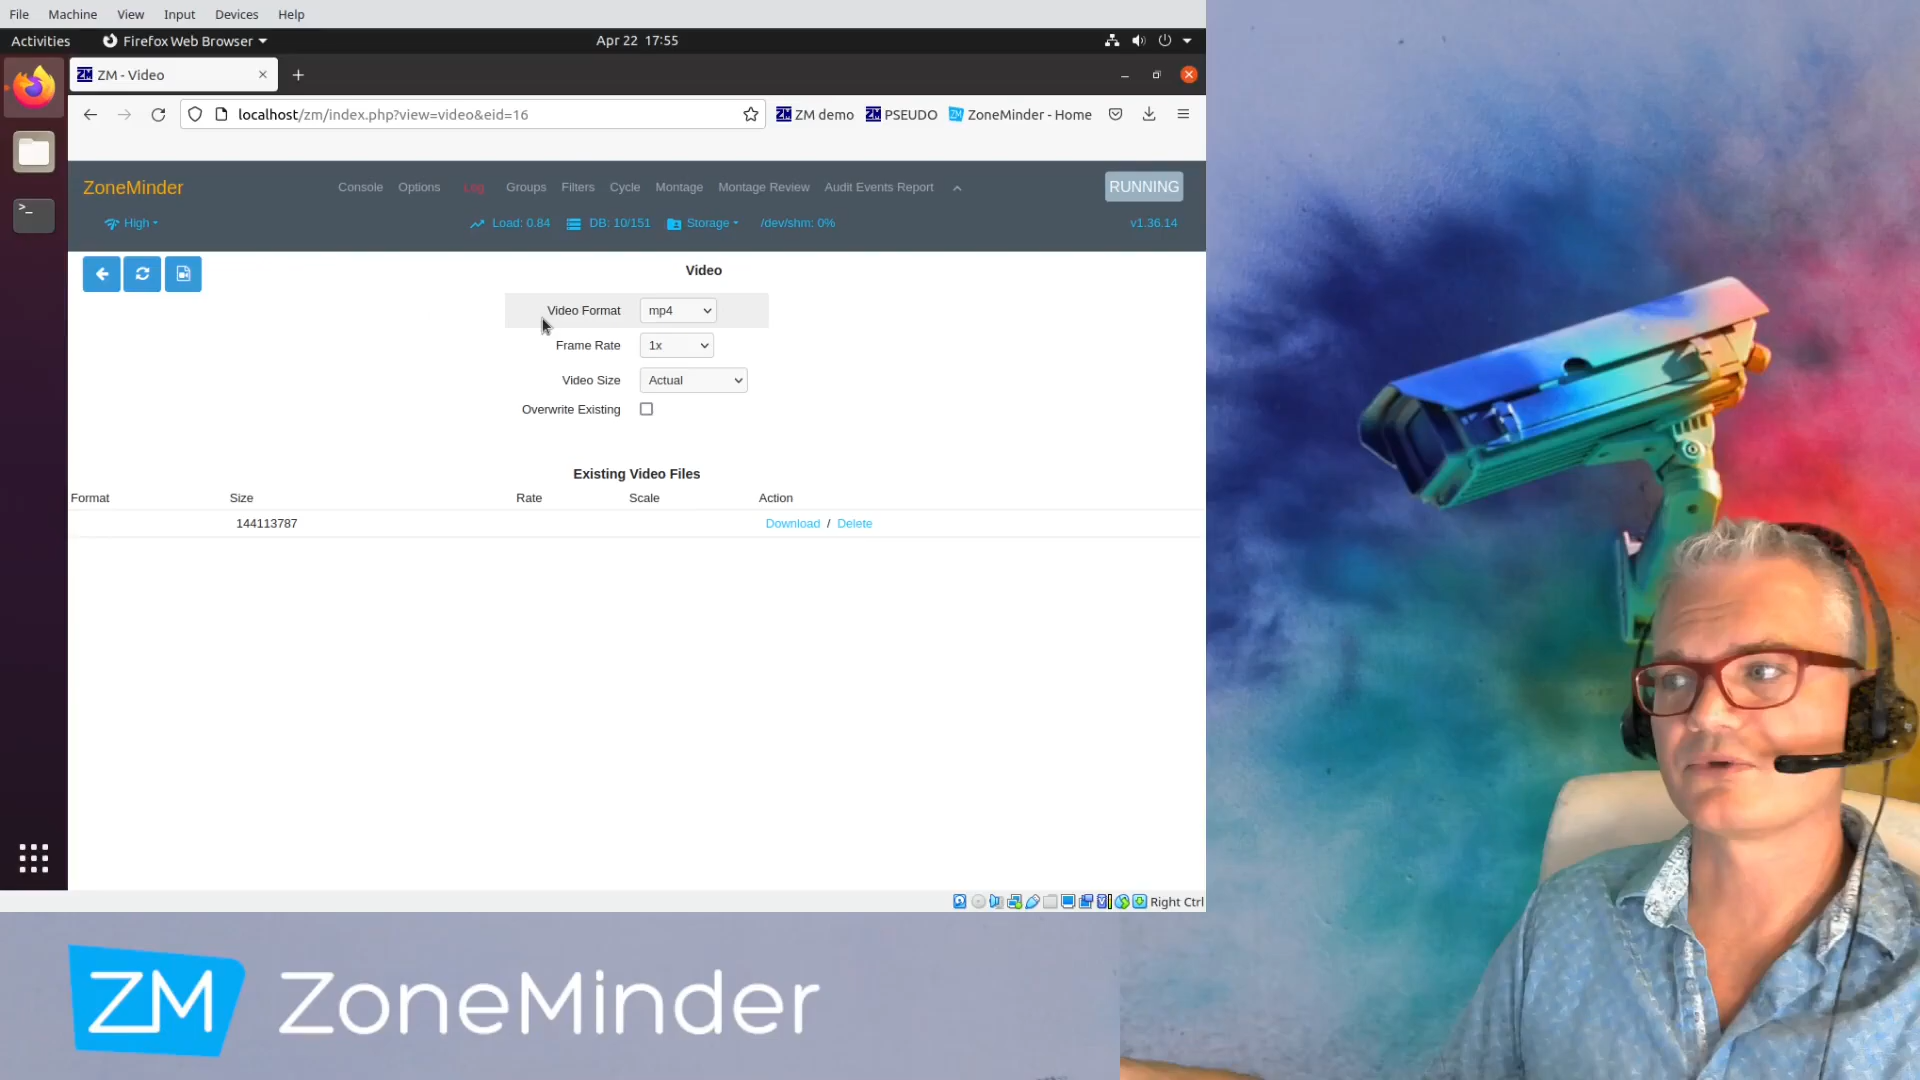 File Machine View Input Devices Help
Activities Firefox Web Browser Apr 22 17:55
ZM ZM - Video
localhost/zm/index.php?view=video&eid=16 ZM ZM demo ZM PSEUDO ZM ZoneMinder - Home
ZoneMinder Console Options Log Groups Filters Cycle Montage Montage Review Audit Events Report RUNNING
High Load: 0.84 DB: 10/151 Storage /dev/shm: 0% v1.36.14
Video
Video Format mp4
Frame Rate 1x
Video Size Actual
Overwrite Existing
Existing Video Files
Format Size Rate Scale Action
144113787 Download / Delete
Right Ctrl
ZM ZoneMinder